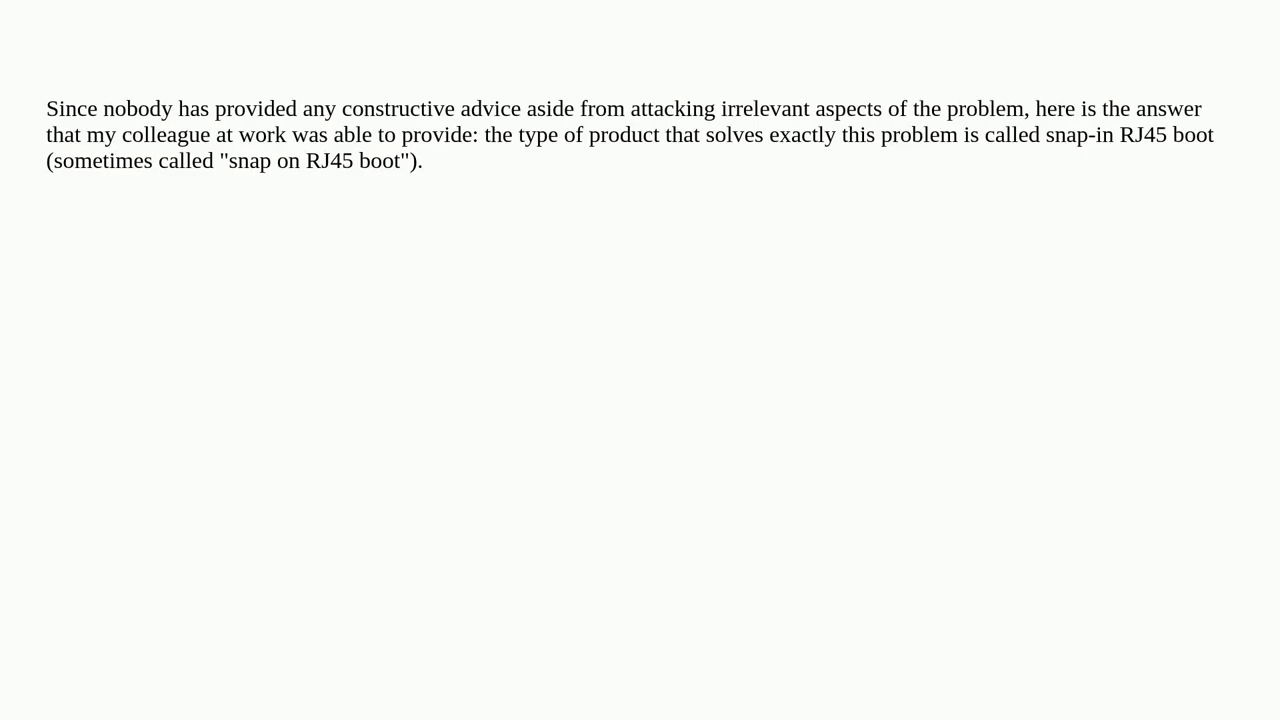 Since nobody has provided any constructive advice aside from attacking irrelevant aspects of the problem, here is the answer
that my colleague at work was able to provide: the type of product that solves exactly this problem is called snap-in RJ45 boot
(sometimes called "snap on RJ45 boot").